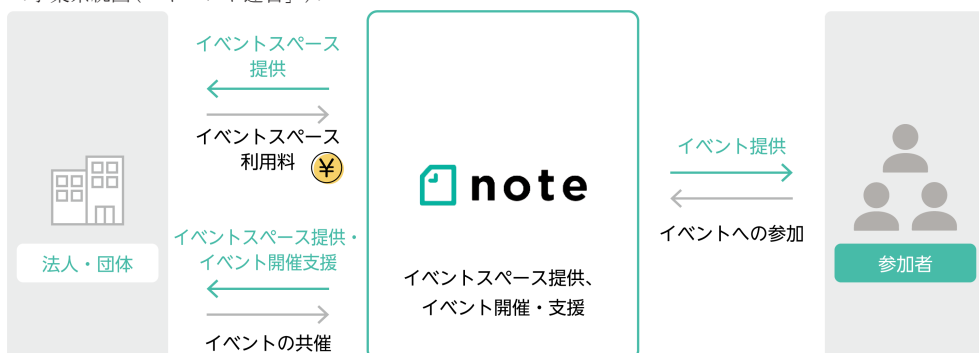 イベントスペース
提供
イベントスペース
利用料
¥
法人・団体
イベントスペース提供・
イベント開催支援
イベントの共催
note
イベントスペース提供、
イベント開催・支援
イベント提供
イベントへの参加
参加者